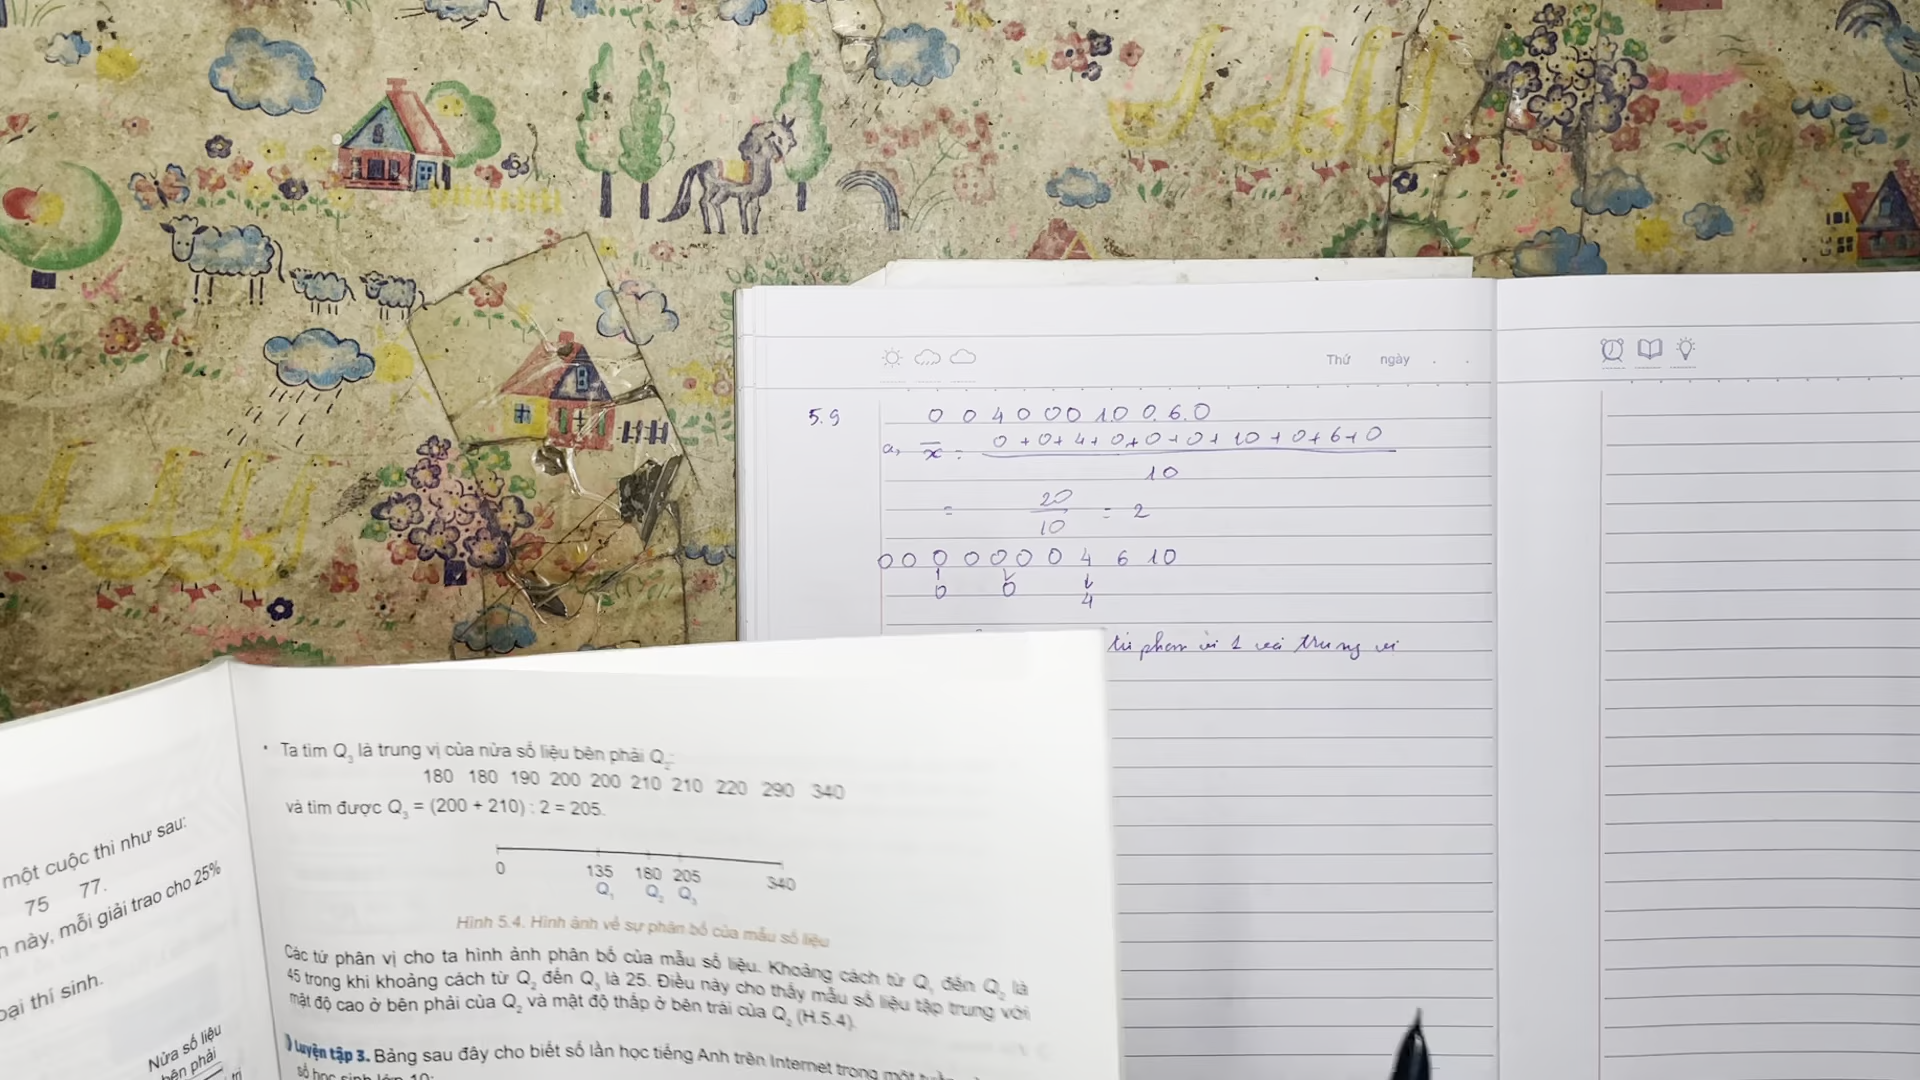 Thứ ngày . .
5.9 0 0 4 0 0 0 10 0. 6. 0
a, x̄ = 0 + 0 + 4 + 0 + 0 + 0 + 10 + 0 + 6 + 0
10
= 20/10 = 2
0 0 0 0 0 0 0 4 6 10
0 0 4
tứ phân vị 1 và trung vị
• Ta tìm Q₃ là trung vị của nửa số liệu bên phải Q₂:
180 180 190 200 200 210 210 220 290 340
và tìm được Q₃ = (200 + 210) : 2 = 205.
0 135 180 205 340
Q₁ Q₂ Q₃
Hình 5.4. Hình ảnh về sự phân bố của mẫu số liệu
Các tứ phân vị cho ta hình ảnh phân bố của mẫu số liệu. Khoảng cách từ Q₁ đến Q₂ là
45 trong khi khoảng cách từ Q₂ đến Q₃ là 25. Điều này cho thấy mẫu số liệu tập trung với
mật độ cao ở bên phải của Q₂ và mật độ thấp ở bên trái của Q₂ (H.5.4).
Luyện tập 3. Bảng sau đây cho biết số lần học tiếng Anh trên Internet trong một tuần
số học sinh lớp 10:
một cuộc thi như sau:
75 77.
này, mỗi giải trao cho 25%
thí sinh.
Nửa số liệu
bên phải